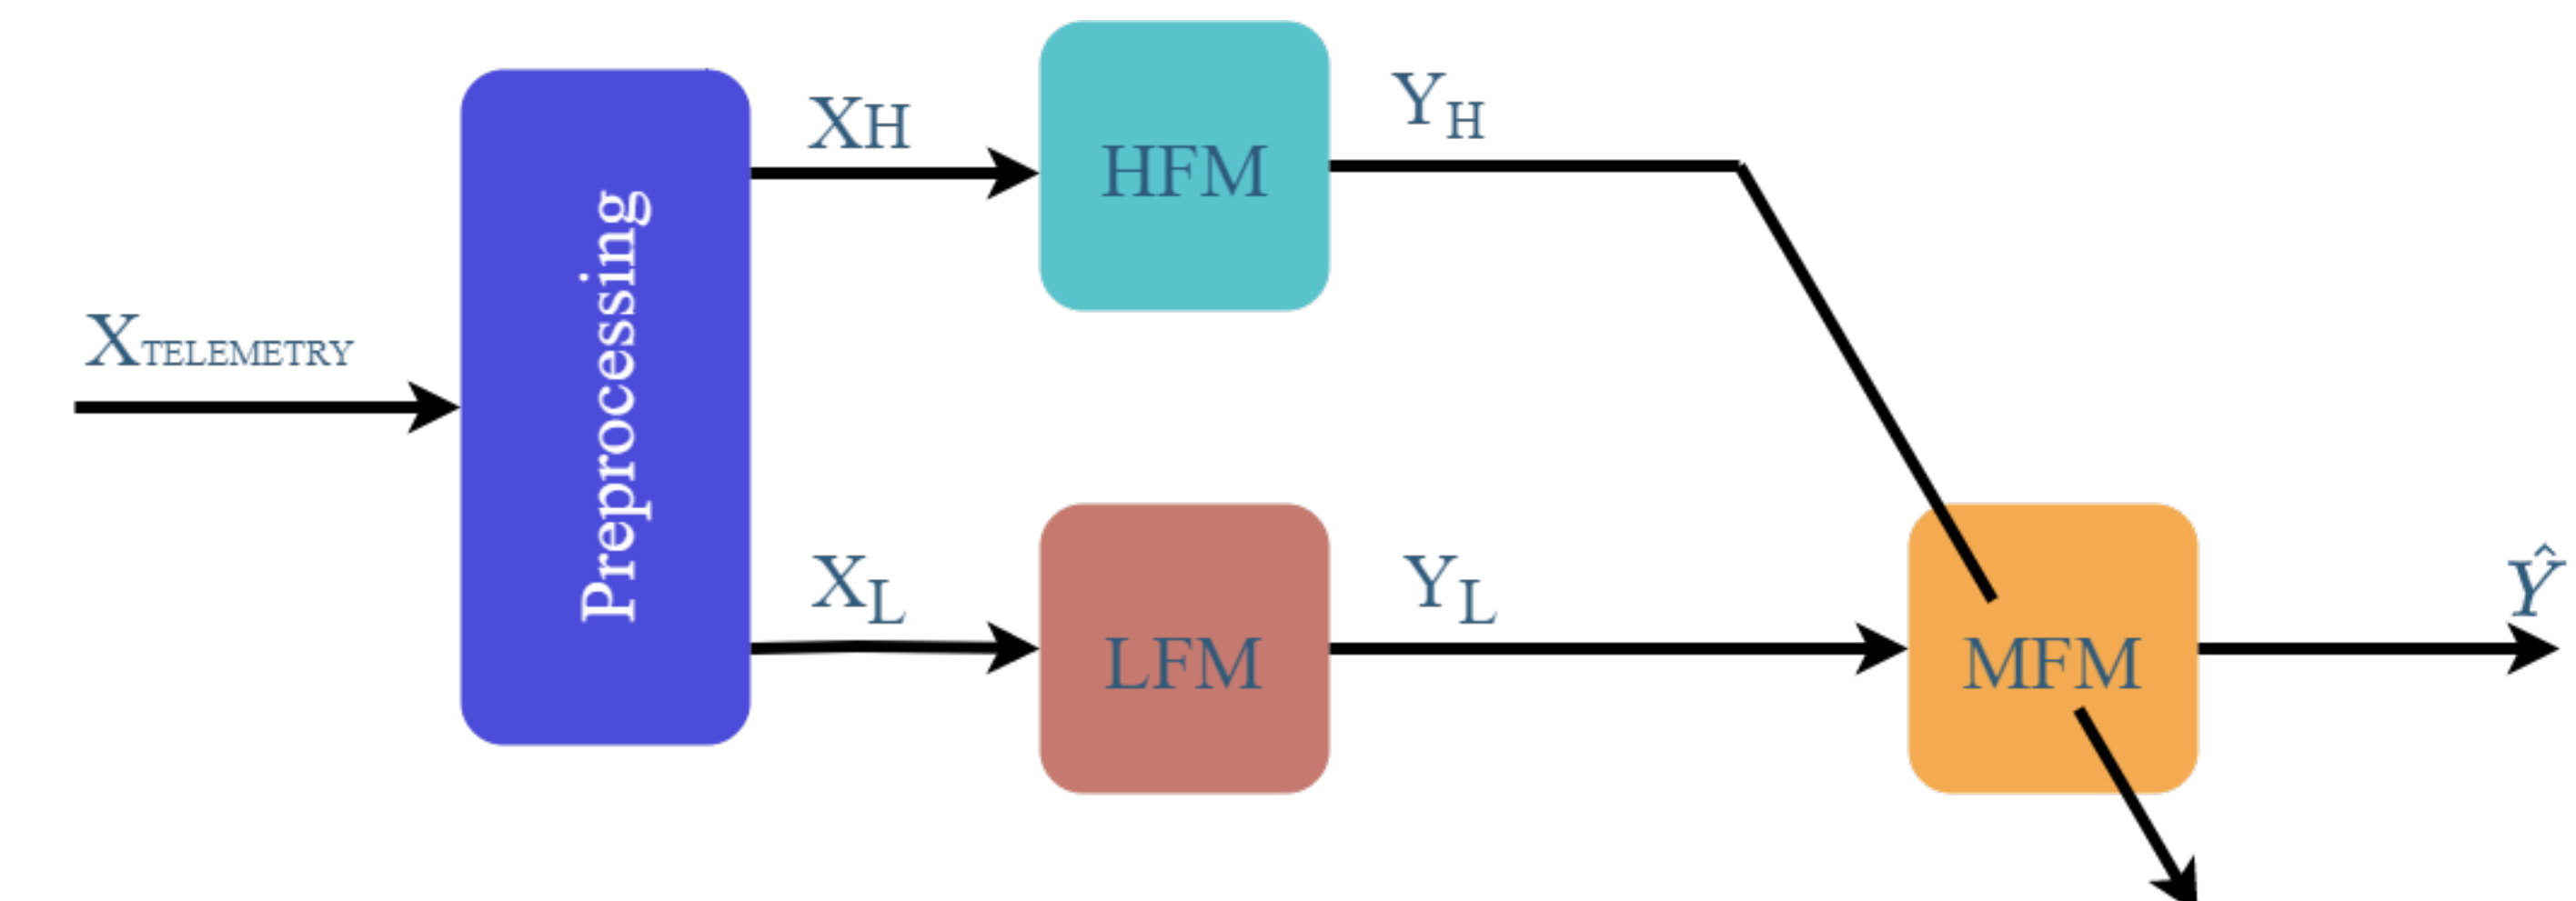 XTELEMETRY
Preprocessing
XH
HFM
YH
XL
LFM
YL
MFM
Ŷ